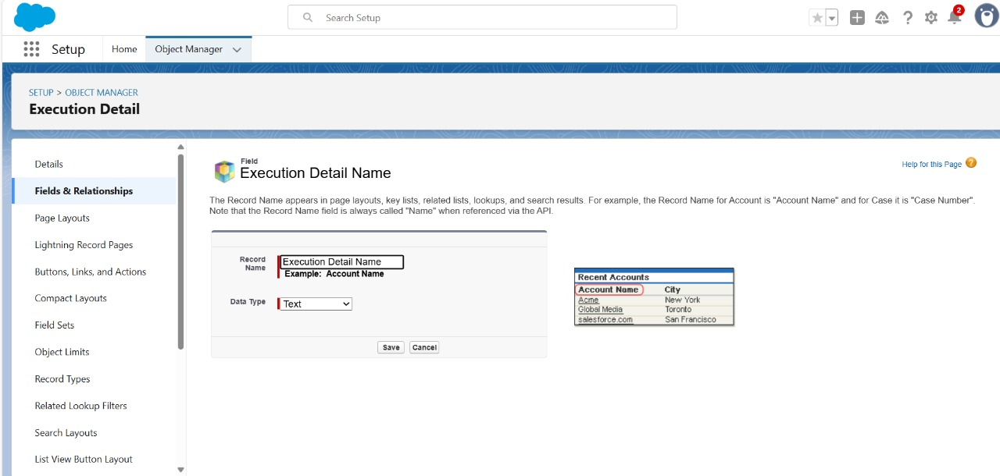 Search Setup
2
Setup
Home
Object Manager
SETUP > OBJECT MANAGER
Execution Detail
Details
Fields & Relationships
Page Layouts
Lightning Record Pages
Buttons, Links, and Actions
Compact Layouts
Field Sets
Object Limits
Record Types
Related Lookup Filters
Search Layouts
List View Button Layout
Field
Execution Detail Name
Help for this Page ?
The Record Name appears in page layouts, key lists, related lists, lookups, and search results. For example, the Record Name for Account is "Account Name" and for Case it is "Case Number".
Note that the Record Name field is always called "Name" when referenced via the API.
Record
Name
Execution Detail Name
Example: Account Name
Data Type
Text
Save Cancel
Recent Accounts
Account Name City
Acme New York
Global Media Toronto
salesforce.com San Francisco